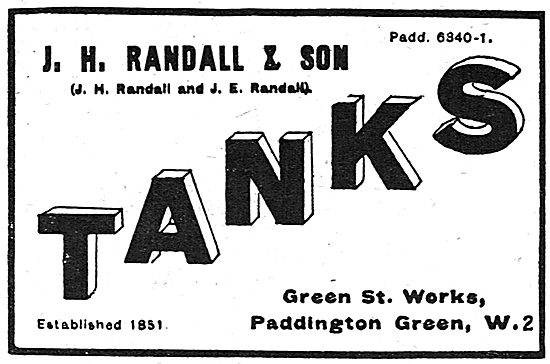 Padd. 6340-1.
J. H. RANDALL & SON
(J. H. Randall and J. E. Randall).
TANKS
Green St. Works,
Established 1851.
Paddington Green, W.2